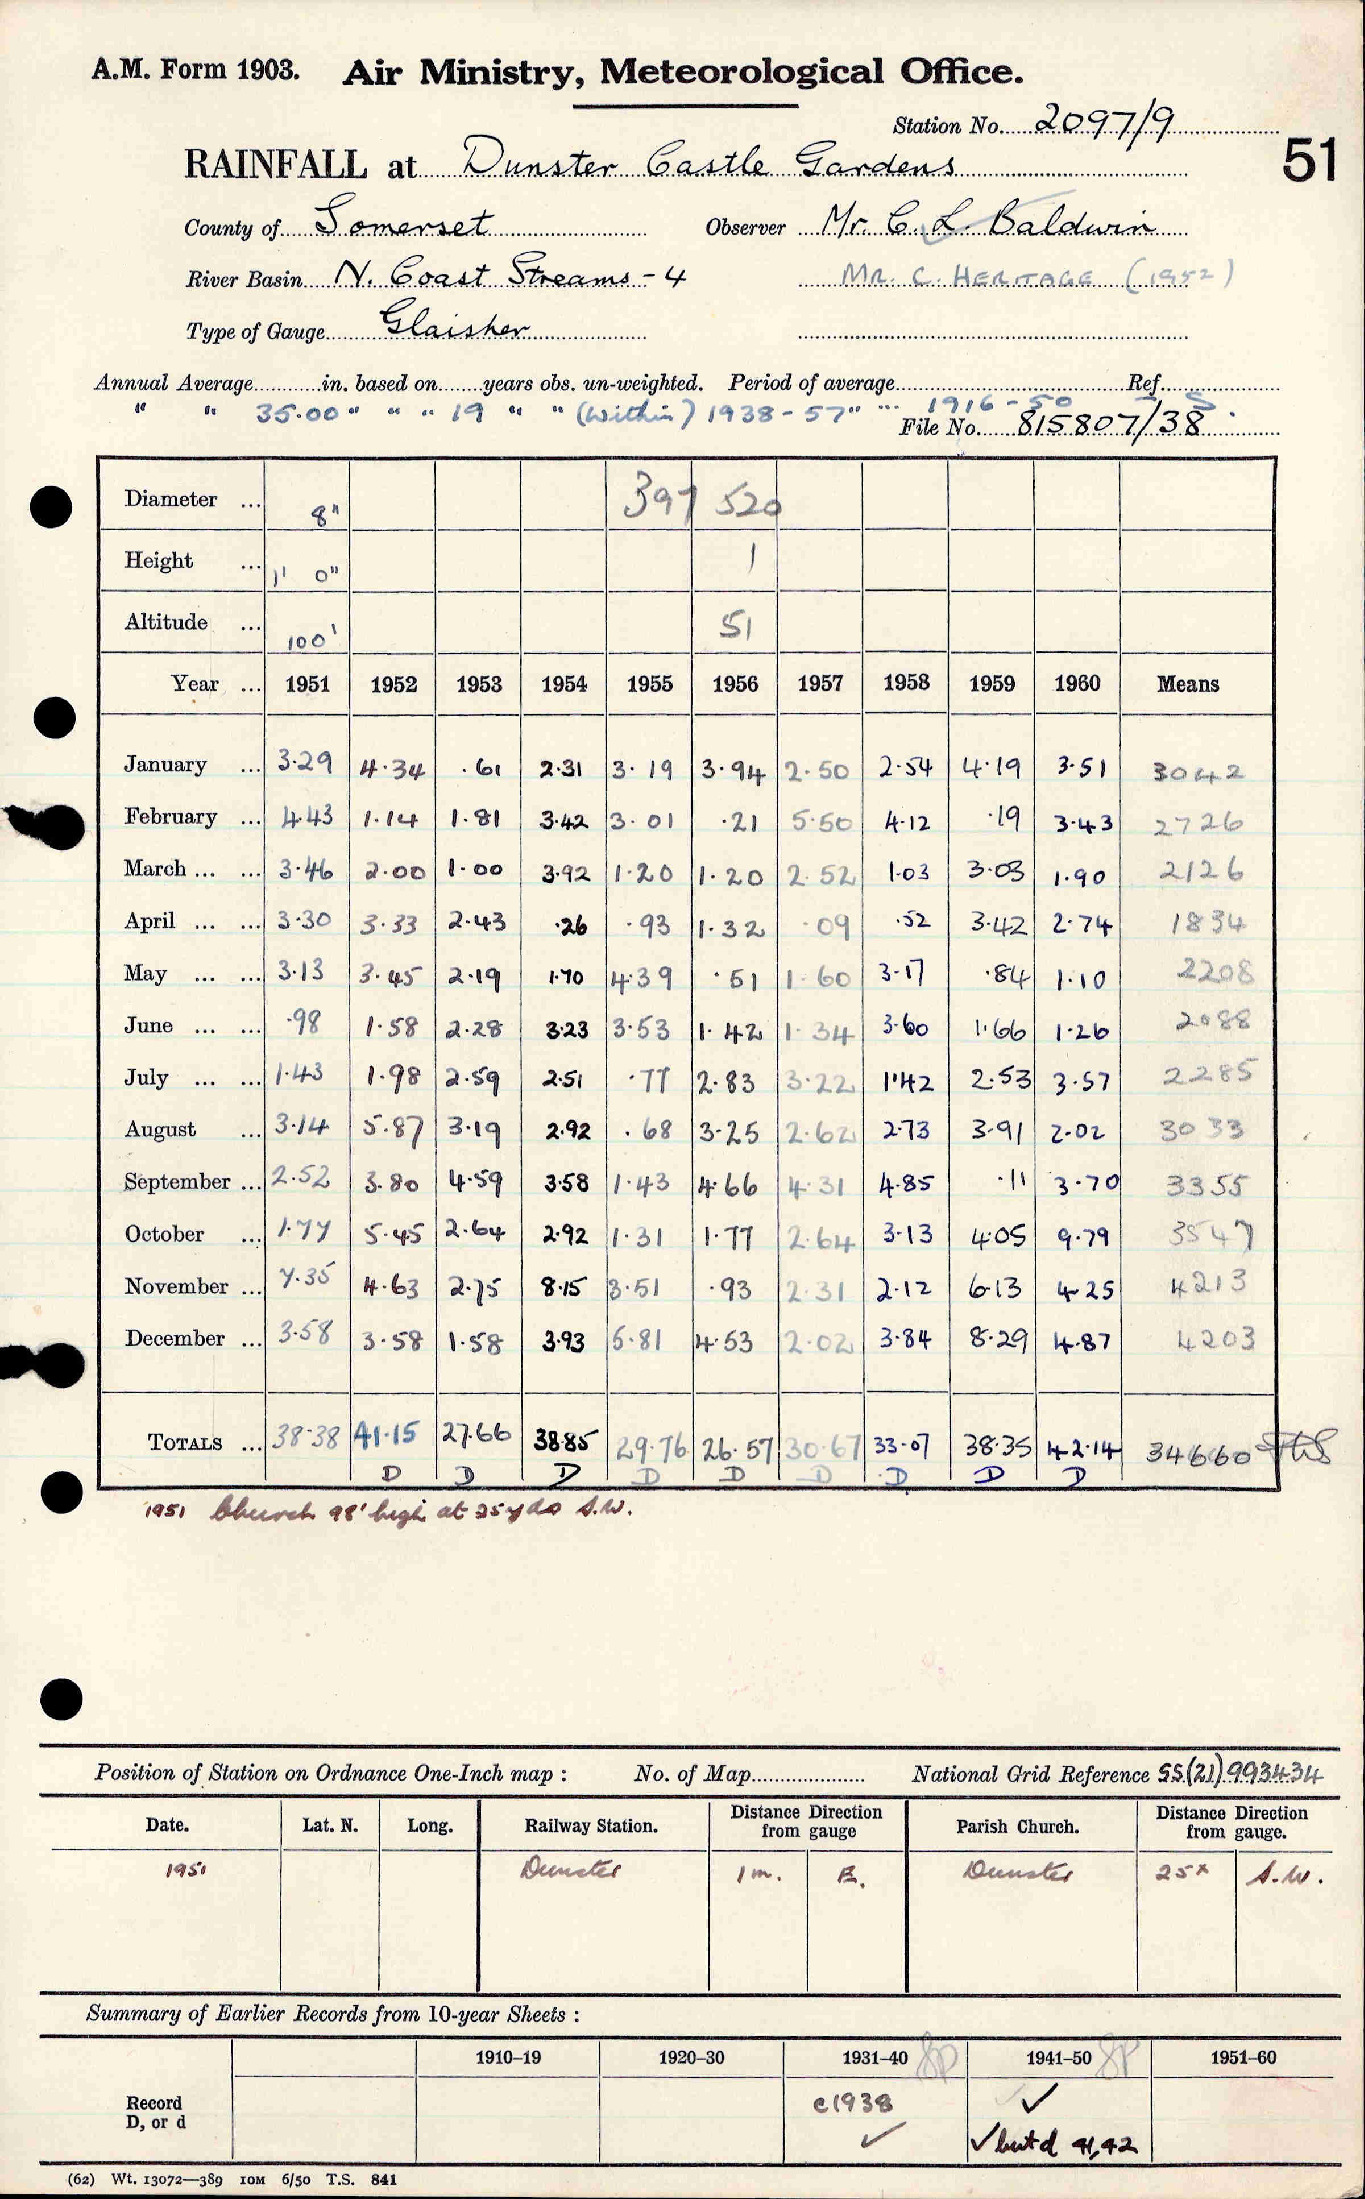 A.M. Form 1903. Air Ministry, Meteorological Office.
Station No. 2097/9
51
RAINFALL at Dunster Castle Gardens
County of Somerset Observer Mr. C. L. Baldwin
River Basin N. Coast Streams - 4 MR. C. HERITAGE (1952)
Type of Gauge Glaisher
Annual Average in. based on years obs. un-weighted. Period of average Ref.
" " 35.00 " " " 19 " " (Within) 1938 - 57 " ... 1916 - 50 S.
File No. 815807/38
Diameter ... 8" 397 520
Height ... 1' 0" 1
Altitude ... 100' 51
Year ... 1951 1952 1953 1954 1955 1956 1957 1958 1959 1960 Means
January ... 3.29 4.34 .61 2.31 3.19 3.94 2.50 2.54 4.19 3.51 3042
February ... 4.43 1.14 1.81 3.42 3.01 .21 5.50 4.12 .19 3.43 2726
March ... ... 3.46 2.00 1.00 3.92 1.20 1.20 2.52 1.03 3.03 1.90 2126
April ... ... 3.30 3.33 2.43 .26 .93 1.32 .09 .52 3.42 2.74 1834
May ... ... 3.13 3.45 2.19 1.70 4.39 .51 1.60 3.17 .84 1.10 2208
June ... ... .98 1.58 2.28 3.23 3.53 1.42 1.34 3.60 1.66 1.26 2088
July ... ... 1.43 1.98 2.59 2.51 .77 2.83 3.22 1.42 2.53 3.57 2285
August ... 3.14 5.87 3.19 2.92 .68 3.25 2.62 2.73 3.91 2.02 3033
September ... 2.52 3.80 4.59 3.58 1.43 4.66 4.31 4.85 .11 3.70 3355
October ... 1.77 5.45 2.64 2.92 1.31 1.77 2.64 3.13 4.05 9.79 3547
November ... 7.35 4.63 2.75 8.15 3.51 .93 2.31 2.12 6.13 4.25 4213
December ... 3.58 3.58 1.58 3.93 5.81 4.53 2.02 3.84 8.29 4.87 4203
TOTALS ... 38.38 41.15 27.66 38.85 29.76 26.57 30.67 33.07 38.35 42.14 34660
D D D D D D D D D
1951 Church 98' high at 25 yds S.W.
Position of Station on Ordnance One-Inch map : No. of Map National Grid Reference SS(21) 993434
Date. Lat. N. Long. Railway Station. Distance Direction from gauge Parish Church. Distance Direction from gauge.
1951 Dunster 1 m. E. Dunster 25x S.W.
Summary of Earlier Records from 10-year Sheets :
1910–19 1920–30 1931–40 SP 1941–50 SP 1951–60
Record D, or d c1938 ✓ ✓
✓ but d 41,42
(62) Wt. 13072—389 10M 6/50 T.S. 841